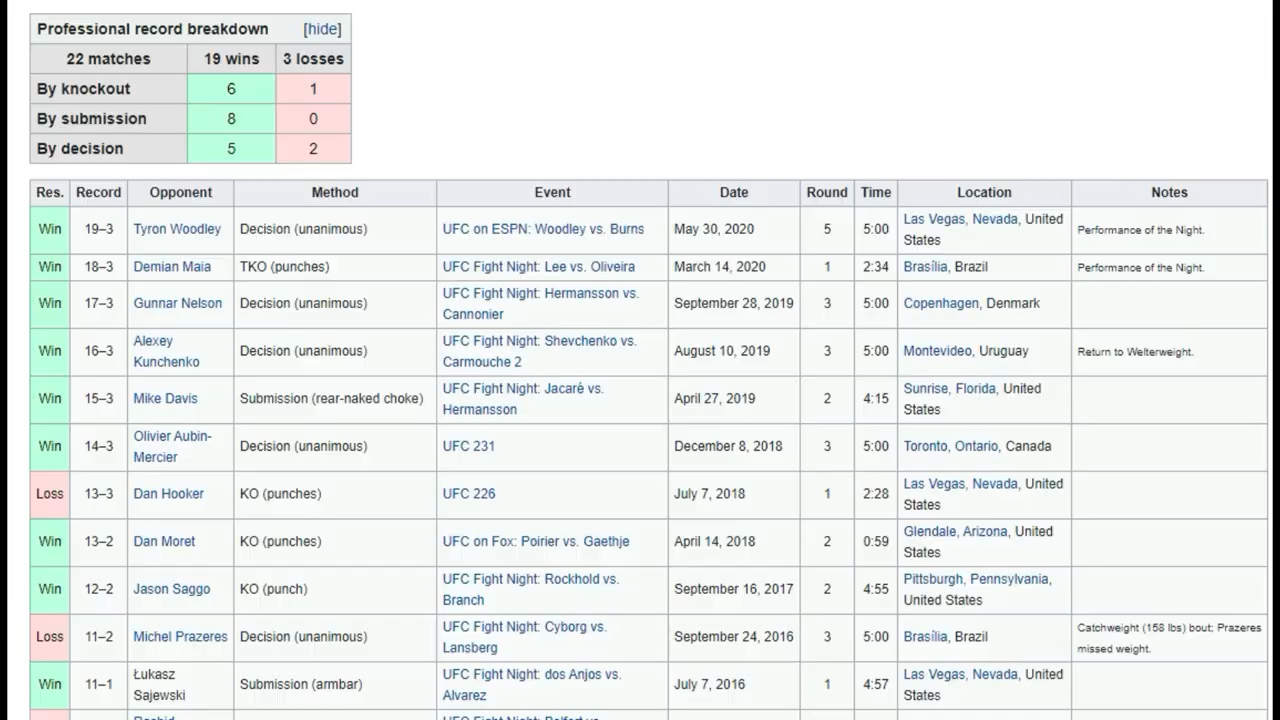 Professional record breakdown [hide]
22 matches 19 wins 3 losses
By knockout 6 1
By submission 8 0
By decision 5 2
Res. Record Opponent Method Event Date Round Time Location Notes
Win 19–3 Tyron Woodley Decision (unanimous) UFC on ESPN: Woodley vs. Burns May 30, 2020 5 5:00 Las Vegas, Nevada, United
States Performance of the Night.
Win 18–3 Demian Maia TKO (punches) UFC Fight Night: Lee vs. Oliveira March 14, 2020 1 2:34 Brasília, Brazil Performance of the Night.
Win 17–3 Gunnar Nelson Decision (unanimous) UFC Fight Night: Hermansson vs.
Cannonier September 28, 2019 3 5:00 Copenhagen, Denmark
Win 16–3 Alexey
Kunchenko Decision (unanimous) UFC Fight Night: Shevchenko vs.
Carmouche 2 August 10, 2019 3 5:00 Montevideo, Uruguay Return to Welterweight.
Win 15–3 Mike Davis Submission (rear-naked choke) UFC Fight Night: Jacaré vs.
Hermansson April 27, 2019 2 4:15 Sunrise, Florida, United
States
Win 14–3 Olivier Aubin-
Mercier Decision (unanimous) UFC 231 December 8, 2018 3 5:00 Toronto, Ontario, Canada
Loss 13–3 Dan Hooker KO (punches) UFC 226 July 7, 2018 1 2:28 Las Vegas, Nevada, United
States
Win 13–2 Dan Moret KO (punches) UFC on Fox: Poirier vs. Gaethje April 14, 2018 2 0:59 Glendale, Arizona, United
States
Win 12–2 Jason Saggo KO (punch) UFC Fight Night: Rockhold vs.
Branch September 16, 2017 2 4:55 Pittsburgh, Pennsylvania,
United States
Loss 11–2 Michel Prazeres Decision (unanimous) UFC Fight Night: Cyborg vs.
Lansberg September 24, 2016 3 5:00 Brasília, Brazil Catchweight (158 lbs) bout; Prazeres
missed weight.
Win 11–1 Łukasz
Sajewski Submission (armbar) UFC Fight Night: dos Anjos vs.
Alvarez July 7, 2016 1 4:57 Las Vegas, Nevada, United
States